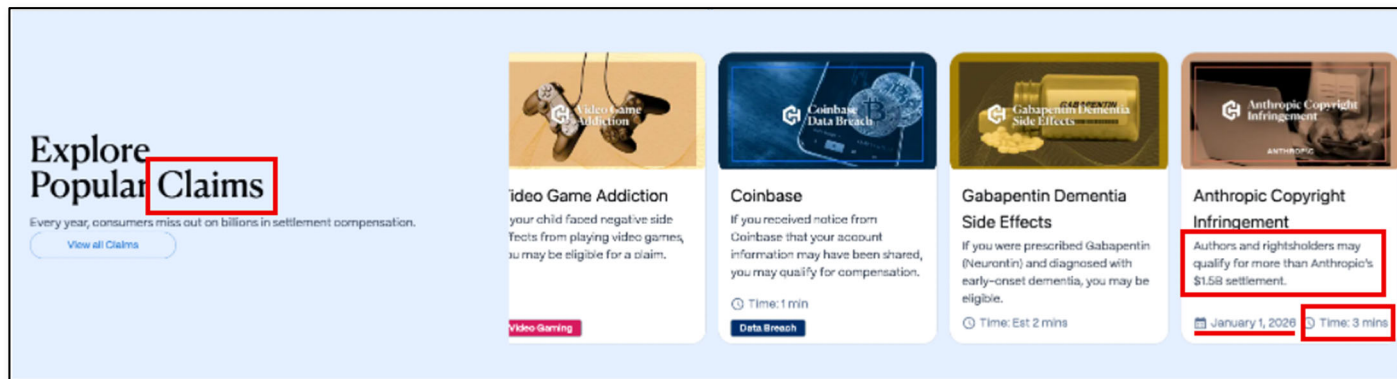 Explore
Popular Claims
Every year, consumers miss out on billions in settlement compensation.
View all Claims
Video Game
Addiction
ideo Game Addiction
your child faced negative side
fects from playing video games,
ou may be eligible for a claim.
Video Gaming
Coinbase
Data Breach
Coinbase
If you received notice from
Coinbase that your account
information may have been shared,
you may qualify for compensation.
Time: 1 min
Data Breach
GABAPENTIN
Gabapentin Dementia
Side Effects
Gabapentin Dementia
Side Effects
If you were prescribed Gabapentin
(Neurontin) and diagnosed with
early-onset dementia, you may be
eligible.
Time: Est 2 mins
Anthropic Copyright
Infringement
ANTHROPIC
Anthropic Copyright
Infringement
Authors and rightsholders may
qualify for more than Anthropic's
$1.5B settlement.
January 1, 2026 Time: 3 mins